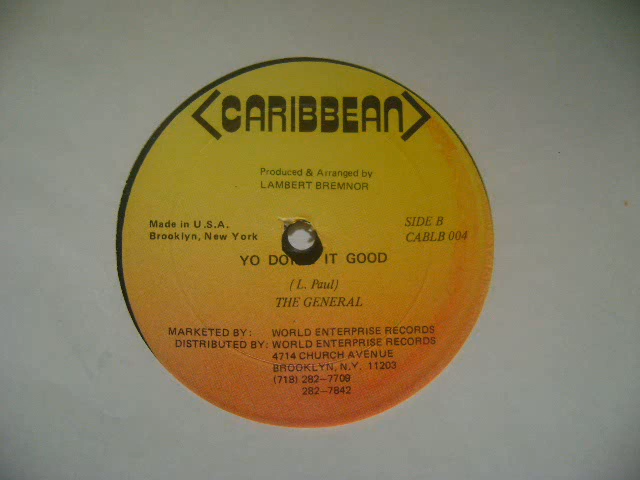 <CARIBBEAN>
Produced & Arranged by
LAMBERT BREMNOR
Made in U.S.A.
Brooklyn, New York
SIDE B
CABLB 004
YO IT GOOD
(L. Paul)
THE GENERAL
MARKETED BY: WORLD ENTERPRISE RECORDS
DISTRIBUTED BY: WORLD ENTERPRISE RECORDS
4714 CHURCH AVENUE
BROOKLYN, N.Y. 11203
(718) 282-7709
282-7842